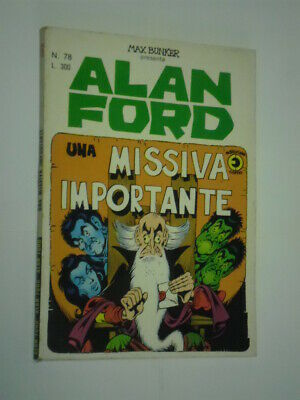 MAX BUNKER
presenta
N. 78
L. 300
ALAN
FORD
UNA
MISSIVA
IMPORTANTE